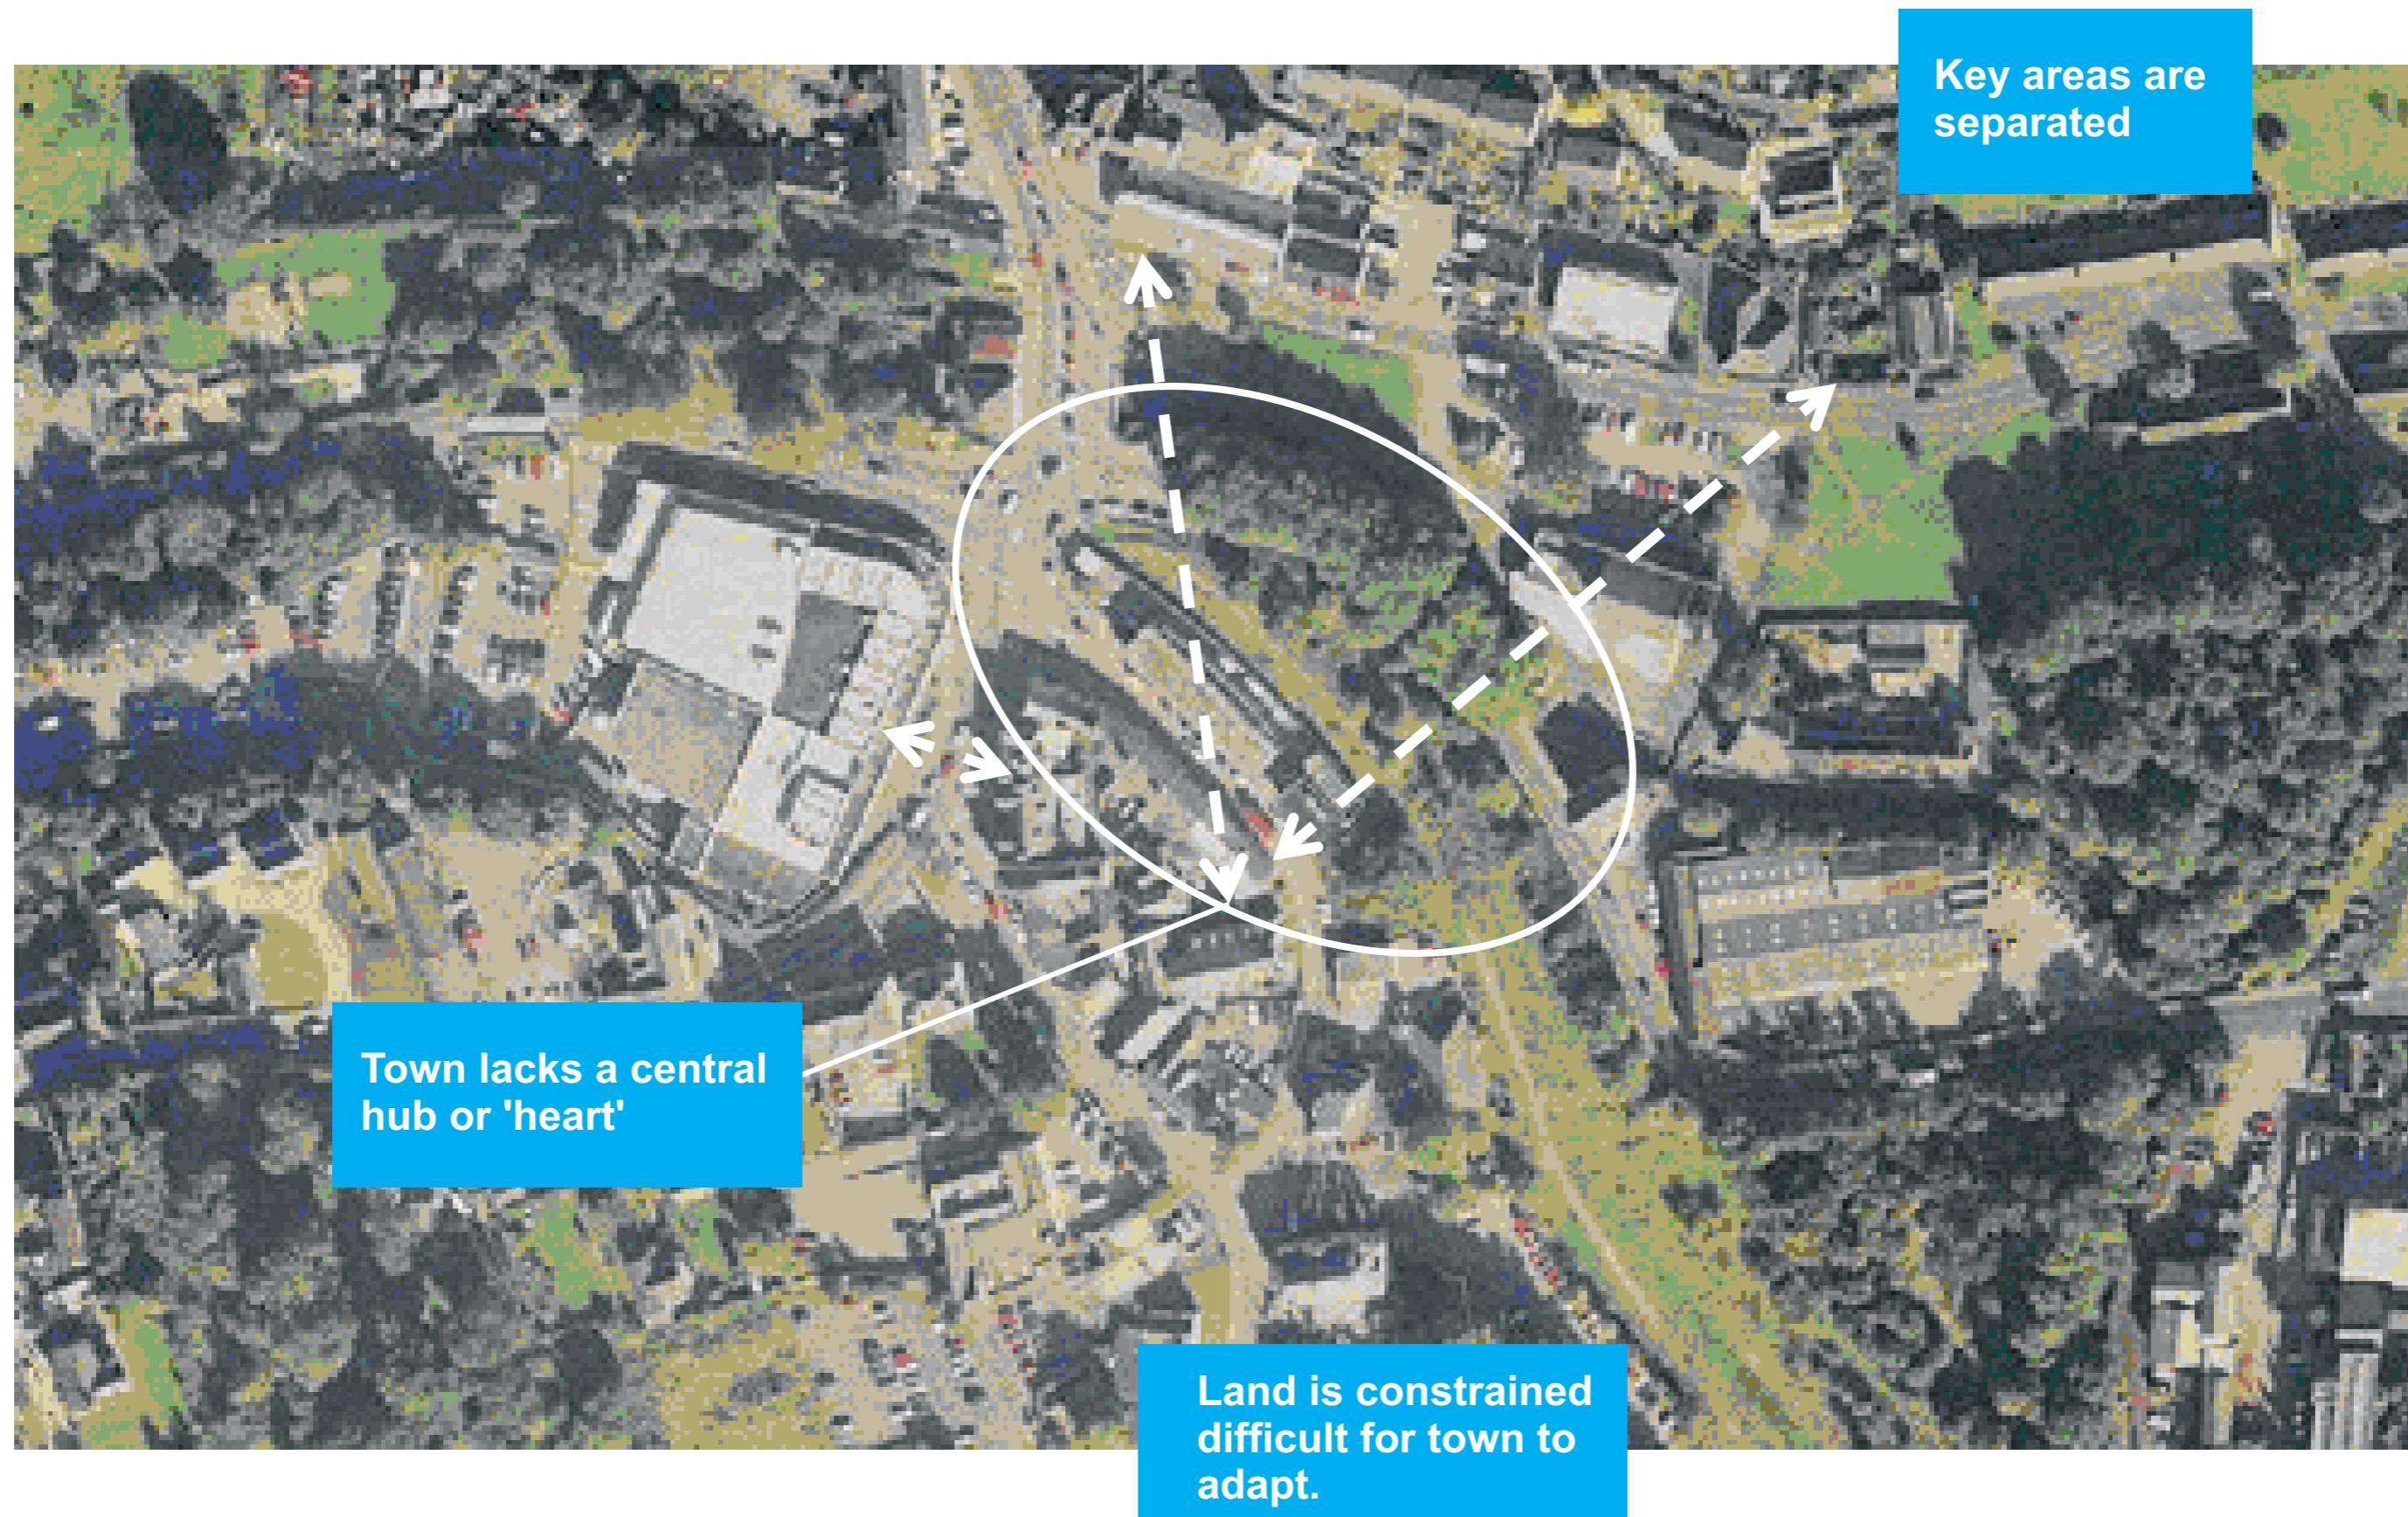 Key areas are
separated
Town lacks a central
hub or 'heart'
Land is constrained
difficult for town to
adapt.